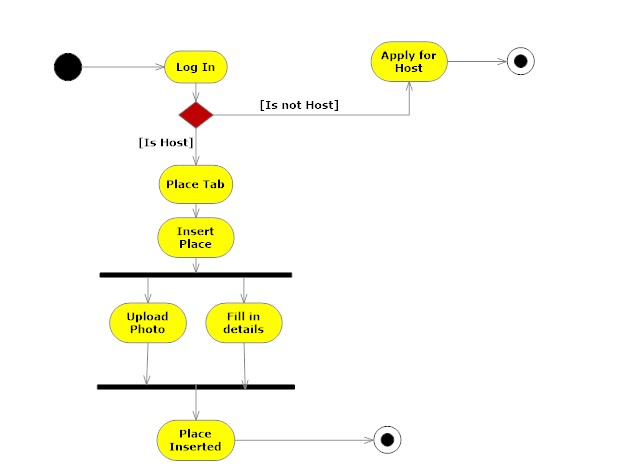 Log In
Apply for
Host
[Is not Host]
[Is Host]
Place Tab
Insert
Place
Upload
Photo
Fill in
details
Place
Inserted